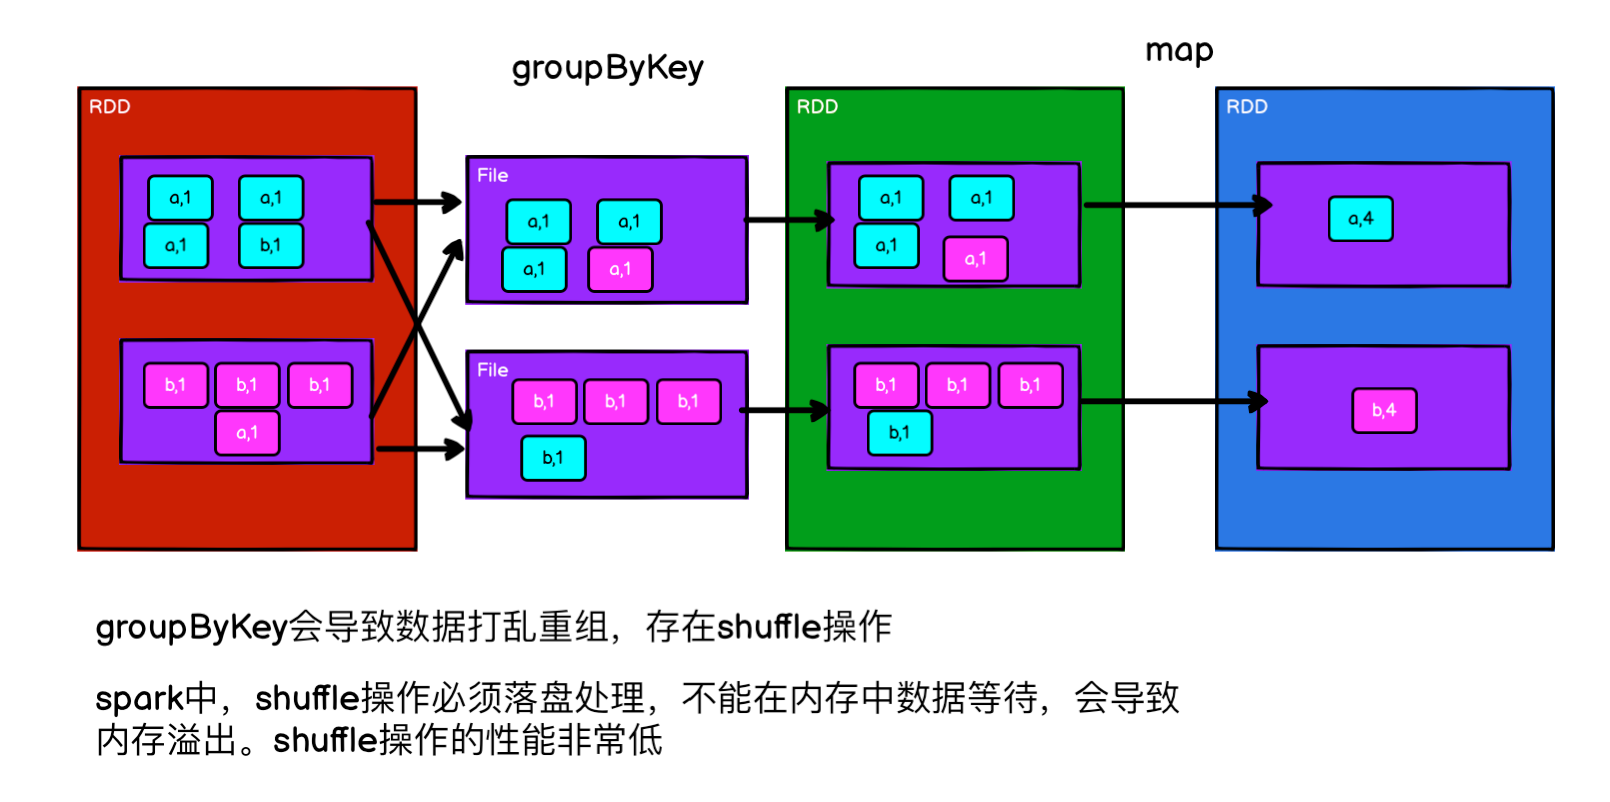 groupByKey
map
RDD
a,1
a,1
a,1
b,1
b,1
b,1
b,1
a,1
File
a,1
a,1
a,1
a,1
File
b,1
b,1
b,1
b,1
RDD
a,1
a,1
a,1
a,1
b,1
b,1
b,1
b,1
RDD
a,4
b,4
groupByKey会导致数据打乱重组，存在shuffle操作
spark中，shuffle操作必须落盘处理，不能在内存中数据等待，会导致
内存溢出。shuffle操作的性能非常低